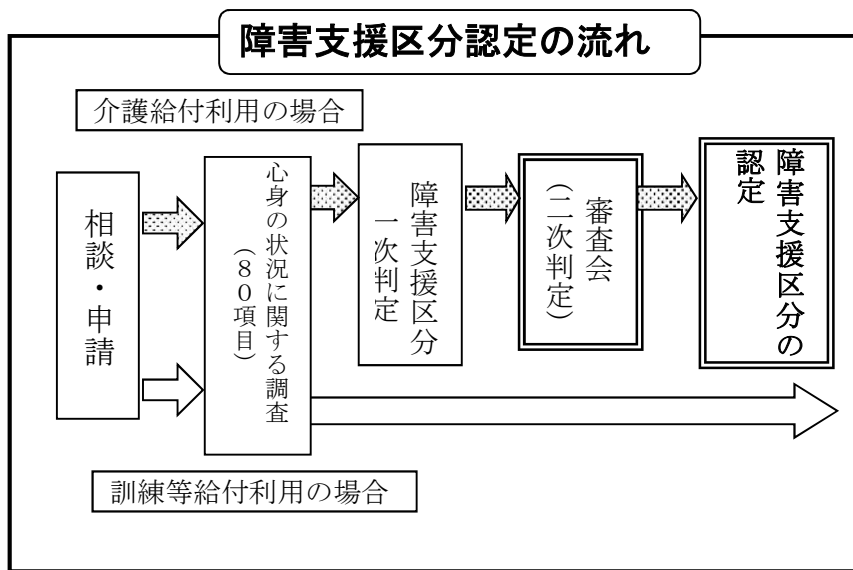 障害支援区分認定の流れ
介護給付利用の場合
相談・申請
心身の状況に関する調査
(80項目)
障害支援区分
一次判定
審査会
(二次判定)
障害支援区分の
認定
訓練等給付利用の場合